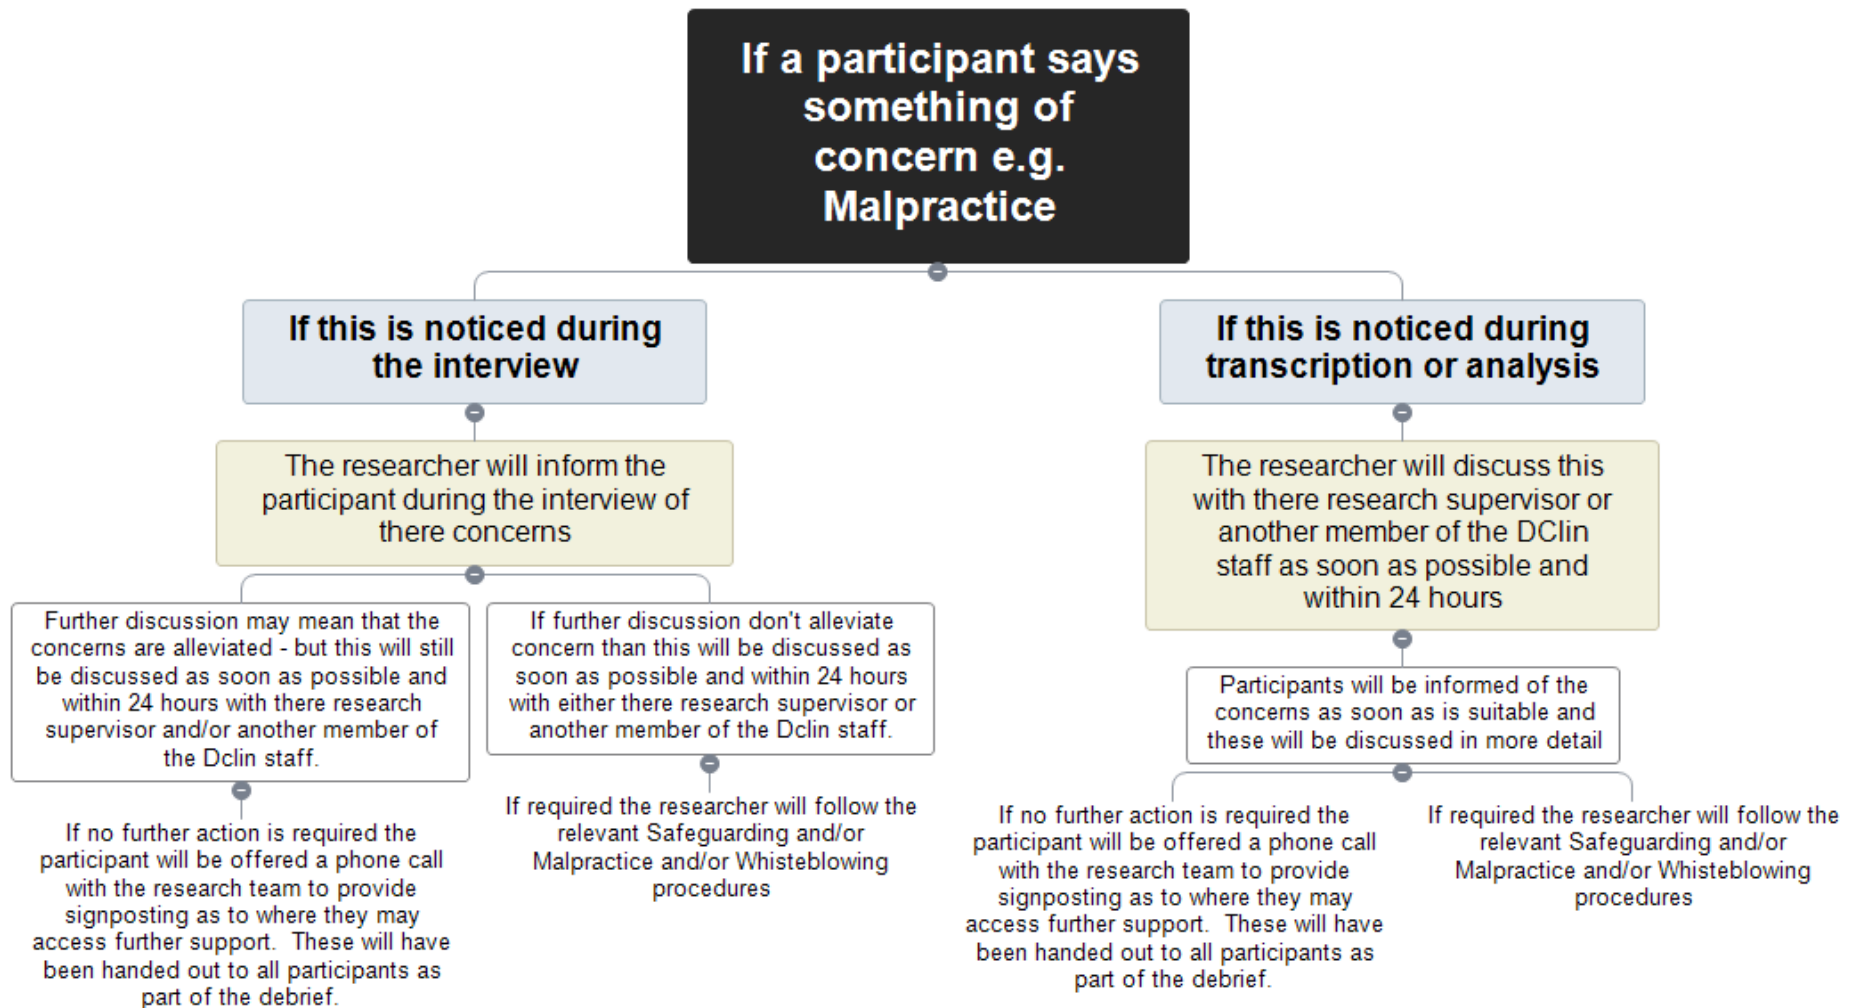 If a participant says
something of
concern e.g.
Malpractice
If this is noticed during
the interview
The researcher will inform the
participant during the interview of
there concerns
Further discussion may mean that the
concerns are alleviated - but this will still
be discussed as soon as possible and
within 24 hours with there research
supervisor and/or another member of
the Dclin staff.
If no further action is required the
participant will be offered a phone call
with the research team to provide
signposting as to where they may
access further support.  These will have
been handed out to all participants as
part of the debrief.
If further discussion don't alleviate
concern than this will be discussed as
soon as possible and within 24 hours
with either there research supervisor or
another member of the Dclin staff.
If required the researcher will follow the
relevant Safeguarding and/or
Malpractice and/or Whisteblowing
procedures
If this is noticed during
transcription or analysis
The researcher will discuss this
with there research supervisor or
another member of the DClin
staff as soon as possible and
within 24 hours
Participants will be informed of the
concerns as soon as is suitable and
these will be discussed in more detail
If no further action is required the
participant will be offered a phone call
with the research team to provide
signposting as to where they may
access further support.  These will have
been handed out to all participants as
part of the debrief.
If required the researcher will follow the
relevant Safeguarding and/or
Malpractice and/or Whisteblowing
procedures